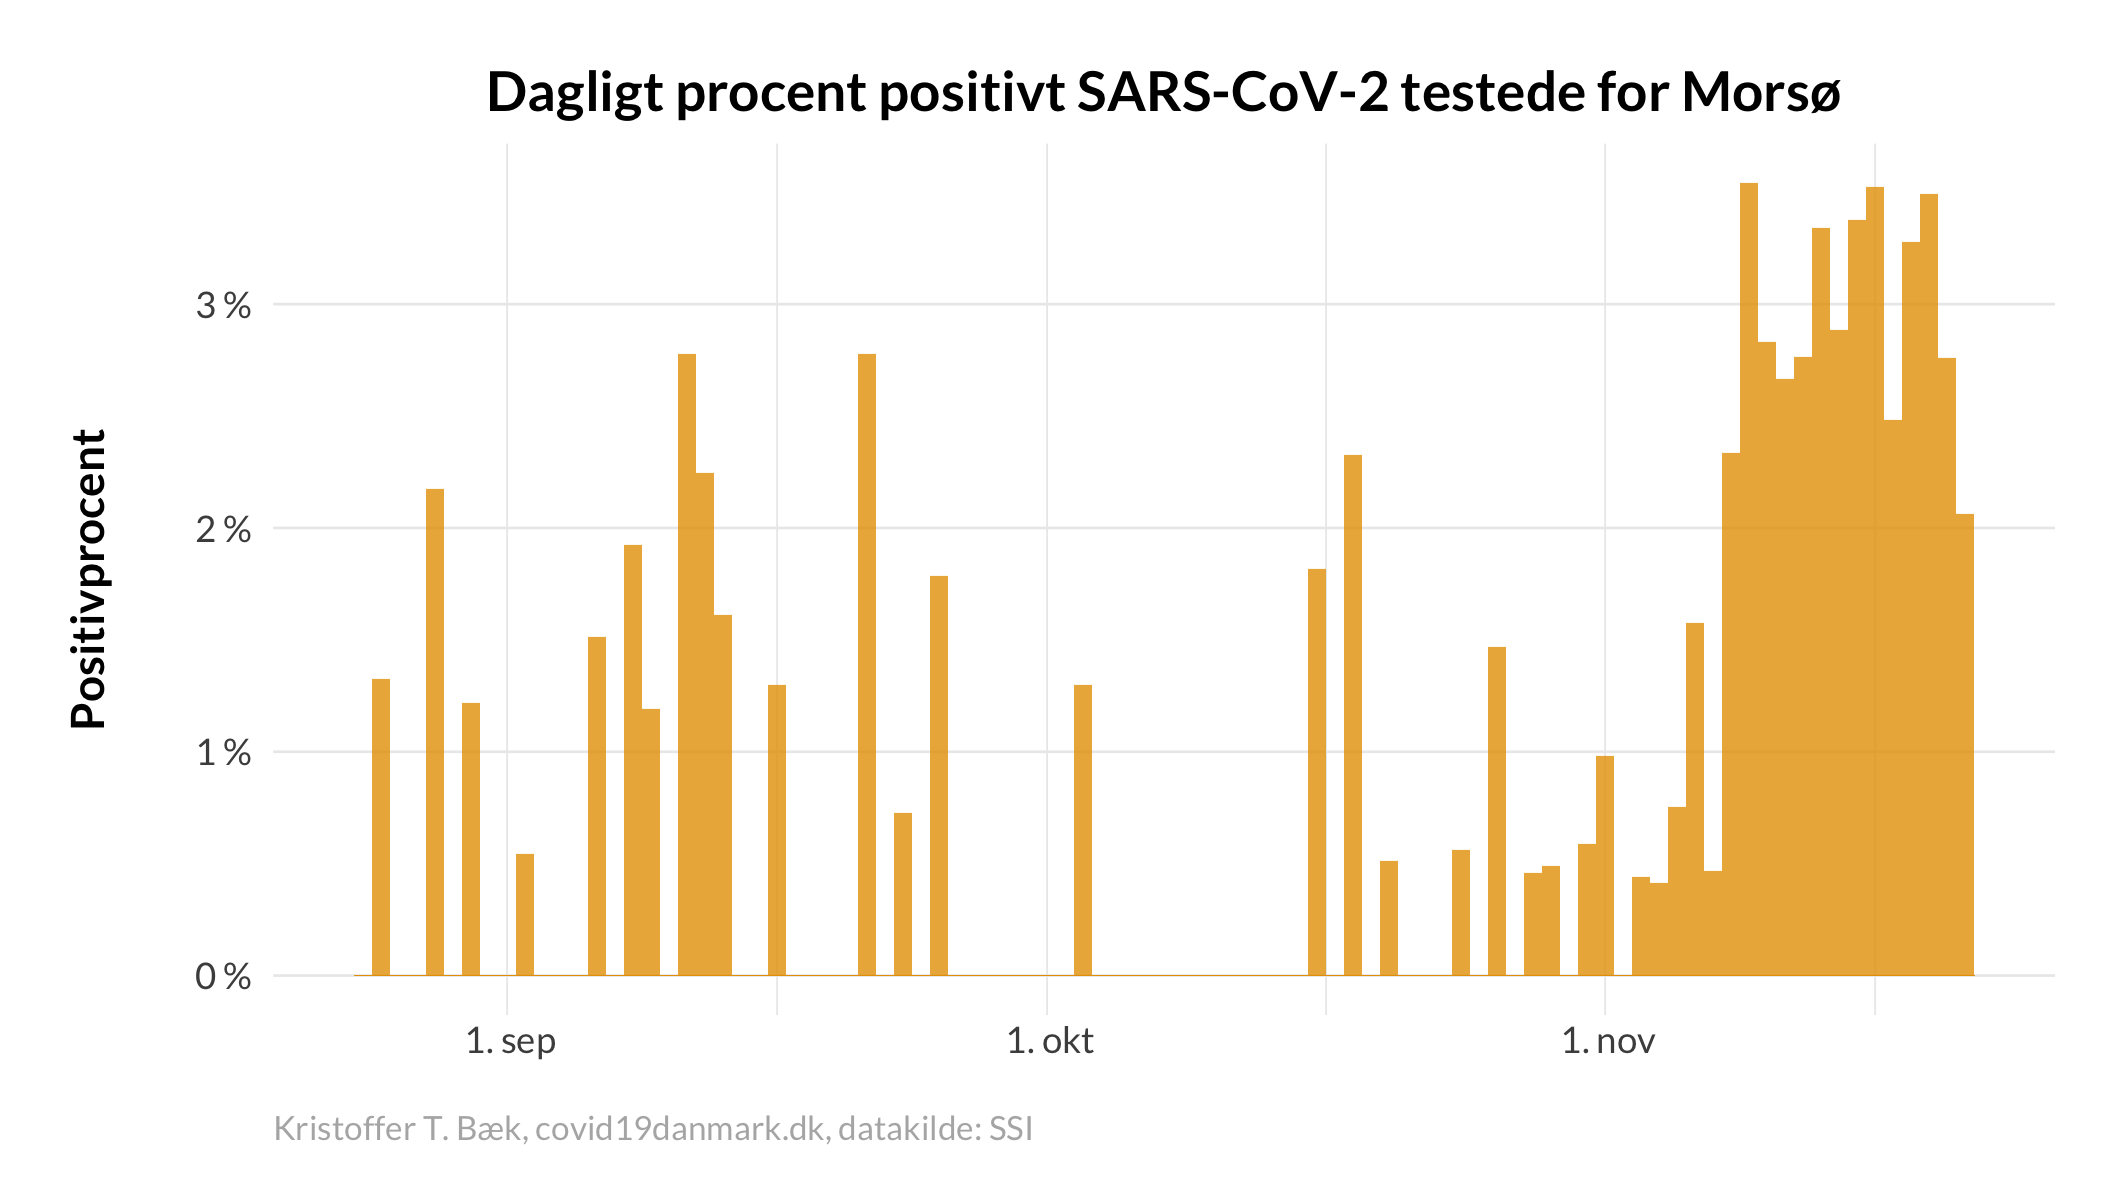 Dagligt procent positivt SARS-CoV-2 testede for Morsø
Positivprocent
3 %
2 %
1 %
0 %
1. sep
1. okt
1. nov
Kristoffer T. Bæk, covid19danmark.dk, datakilde: SSI